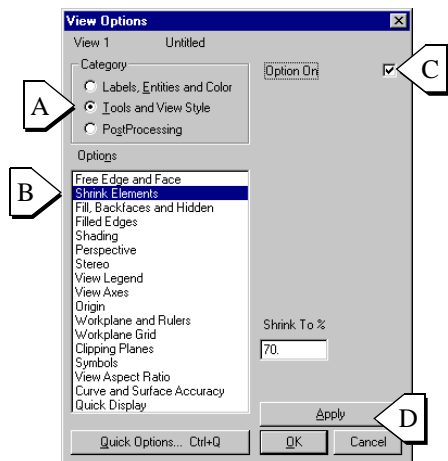 View Options
View 1 Untitled
Category
Labels, Entities and Color
Tools and View Style
PostProcessing
Option On
A
C
Options
B
Free Edge and Face
Shrink Elements
Fill, Backfaces and Hidden
Filled Edges
Shading
Perspective
Stereo
View Legend
View Axes
Origin
Workplane and Rulers
Workplane Grid
Clipping Planes
Symbols
View Aspect Ratio
Curve and Surface Accuracy
Quick Display
Shrink To %
70.
Apply
D
Quick Options... Ctrl+Q
OK
Cancel